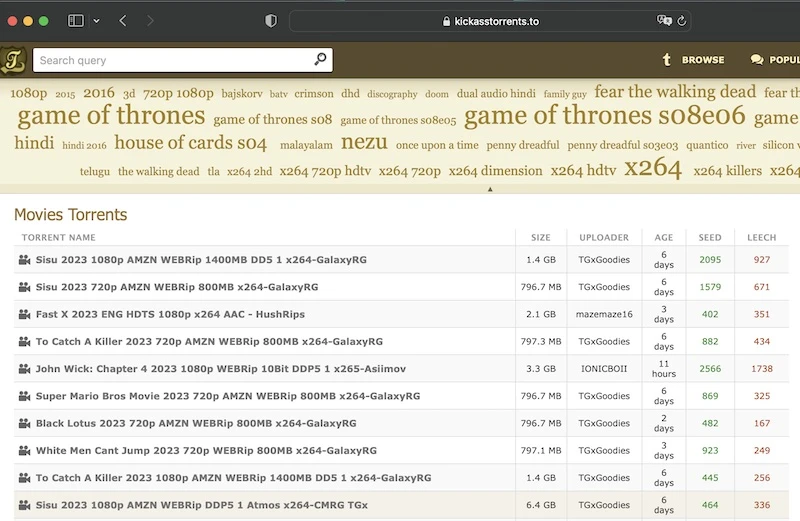 kickasstorrents.to
Search query
BROWSE
1080p 2015 2016 3d 720p 1080p bajskorv batv crimson dhd discography doom dual audio hindi family guy fear the walking dead fear th
game of thrones game of thrones s08 game of thrones s08e05 game of thrones s08e06 game
hindi hindi 2016 house of cards s04 malayalam nezu once upon a time penny dreadful penny dreadful s03e03 quantico river silicon v
telugu the walking dead tla x264 2hd x264 720p hdtv x264 720p x264 dimension x264 hdtv x264 x264 killers x264
Movies Torrents
TORRENT NAME SIZE UPLOADER AGE SEED LEECH
Sisu 2023 1080p AMZN WEBRip 1400MB DD5 1 x264-GalaxyRG 1.4 GB TGxGoodies 6 days 2095 927
Sisu 2023 720p AMZN WEBRip 800MB x264-GalaxyRG 796.7 MB TGxGoodies 6 days 1579 671
Fast X 2023 ENG HDTS 1080p x264 AAC - HushRips 2.1 GB mazemaze16 3 days 402 351
To Catch A Killer 2023 720p AMZN WEBRip 800MB x264-GalaxyRG 797.3 MB TGxGoodies 6 days 882 434
John Wick: Chapter 4 2023 1080p WEBRip 10Bit DDP5 1 x265-Asiimov 3.3 GB IONICBOII 11 hours 2566 1738
Super Mario Bros Movie 2023 720p AMZN WEBRip 800MB x264-GalaxyRG 796.7 MB TGxGoodies 6 days 869 325
Black Lotus 2023 720p AMZN WEBRip 800MB x264-GalaxyRG 796.7 MB TGxGoodies 2 days 482 167
White Men Cant Jump 2023 720p WEBRip 800MB x264-GalaxyRG 797.1 MB TGxGoodies 3 days 923 249
To Catch A Killer 2023 1080p AMZN WEBRip 1400MB DD5 1 x264-GalaxyRG 1.4 GB TGxGoodies 6 days 445 256
Sisu 2023 1080p AMZN WEBRip DDP5 1 Atmos x264-CMRG TGx 6.4 GB TGxGoodies 6 days 464 336